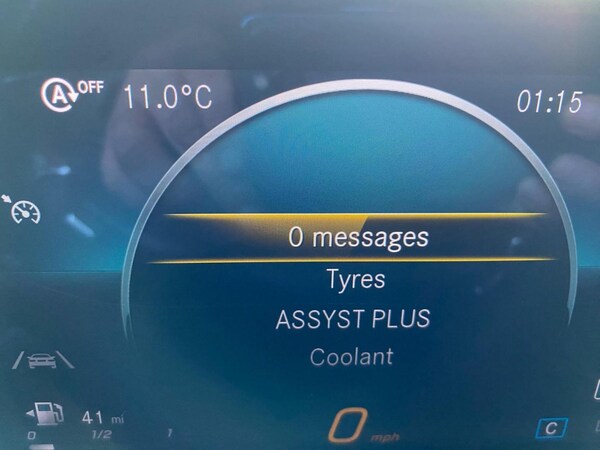 A OFF 11.0°C 01:15
0 messages
Tyres
ASSYST PLUS
Coolant
41 mi
0 1/2 1
0 mph
C